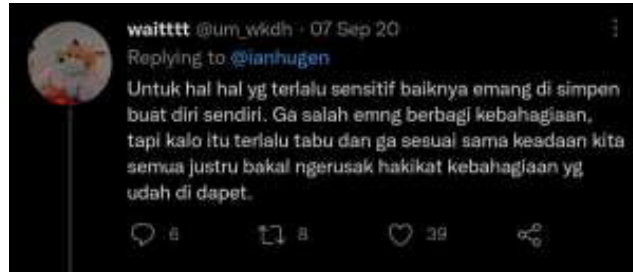 waitttt @um_wkdh · 07 Sep 20
Replying to @ianhugen
Untuk hal hal yg terlalu sensitif baiknya emang di simpen
buat diri sendiri. Ga salah emng berbagi kebahagiaan,
tapi kalo itu terlalu tabu dan ga sesuai sama keadaan kita
semua justru bakal ngerusak hakikat kebahagiaan yg
udah di dapet.
6 8 39